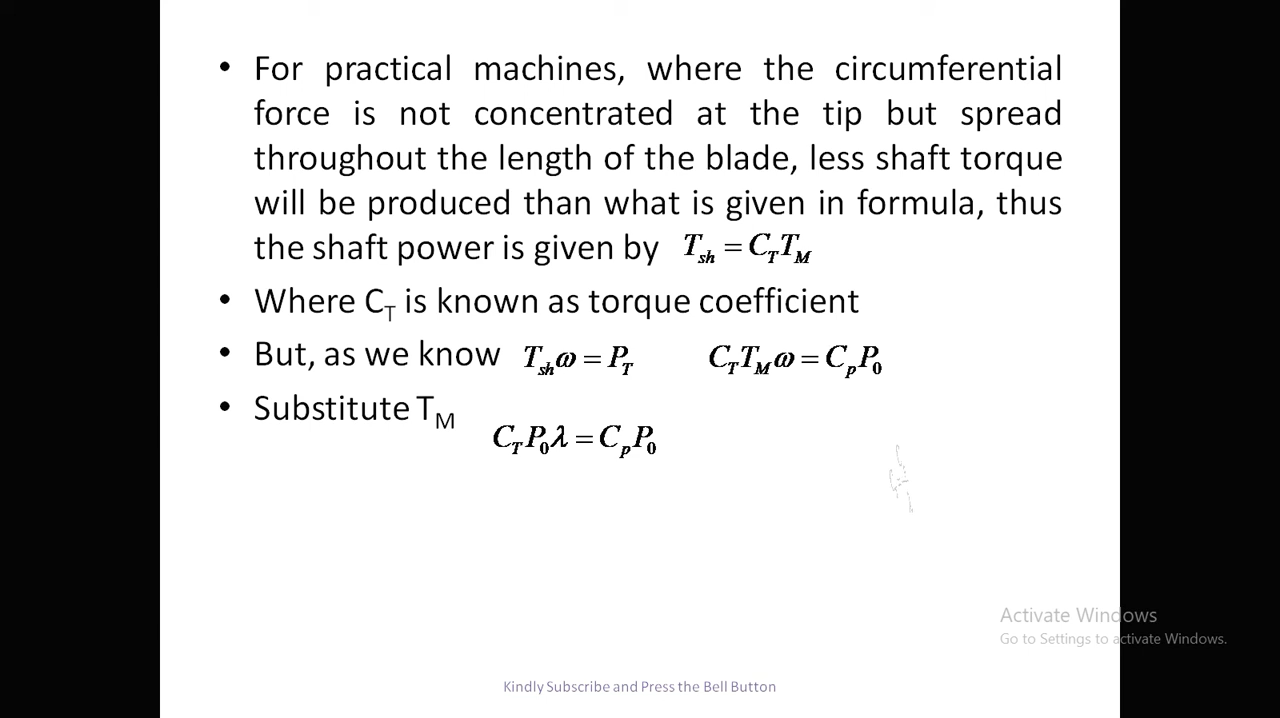 • For practical machines, where the circumferential
force is not concentrated at the tip but spread
throughout the length of the blade, less shaft torque
will be produced than what is given in formula, thus
the shaft power is given by T_sh = C_T T_M
• Where C_T is known as torque coefficient
• But, as we know T_sh ω = P_T C_T T_M ω = C_p P_0
• Substitute T_M
C_T P_0 λ = C_p P_0
Activate Windows
Go to Settings to activate Windows.
Kindly Subscribe and Press the Bell Button